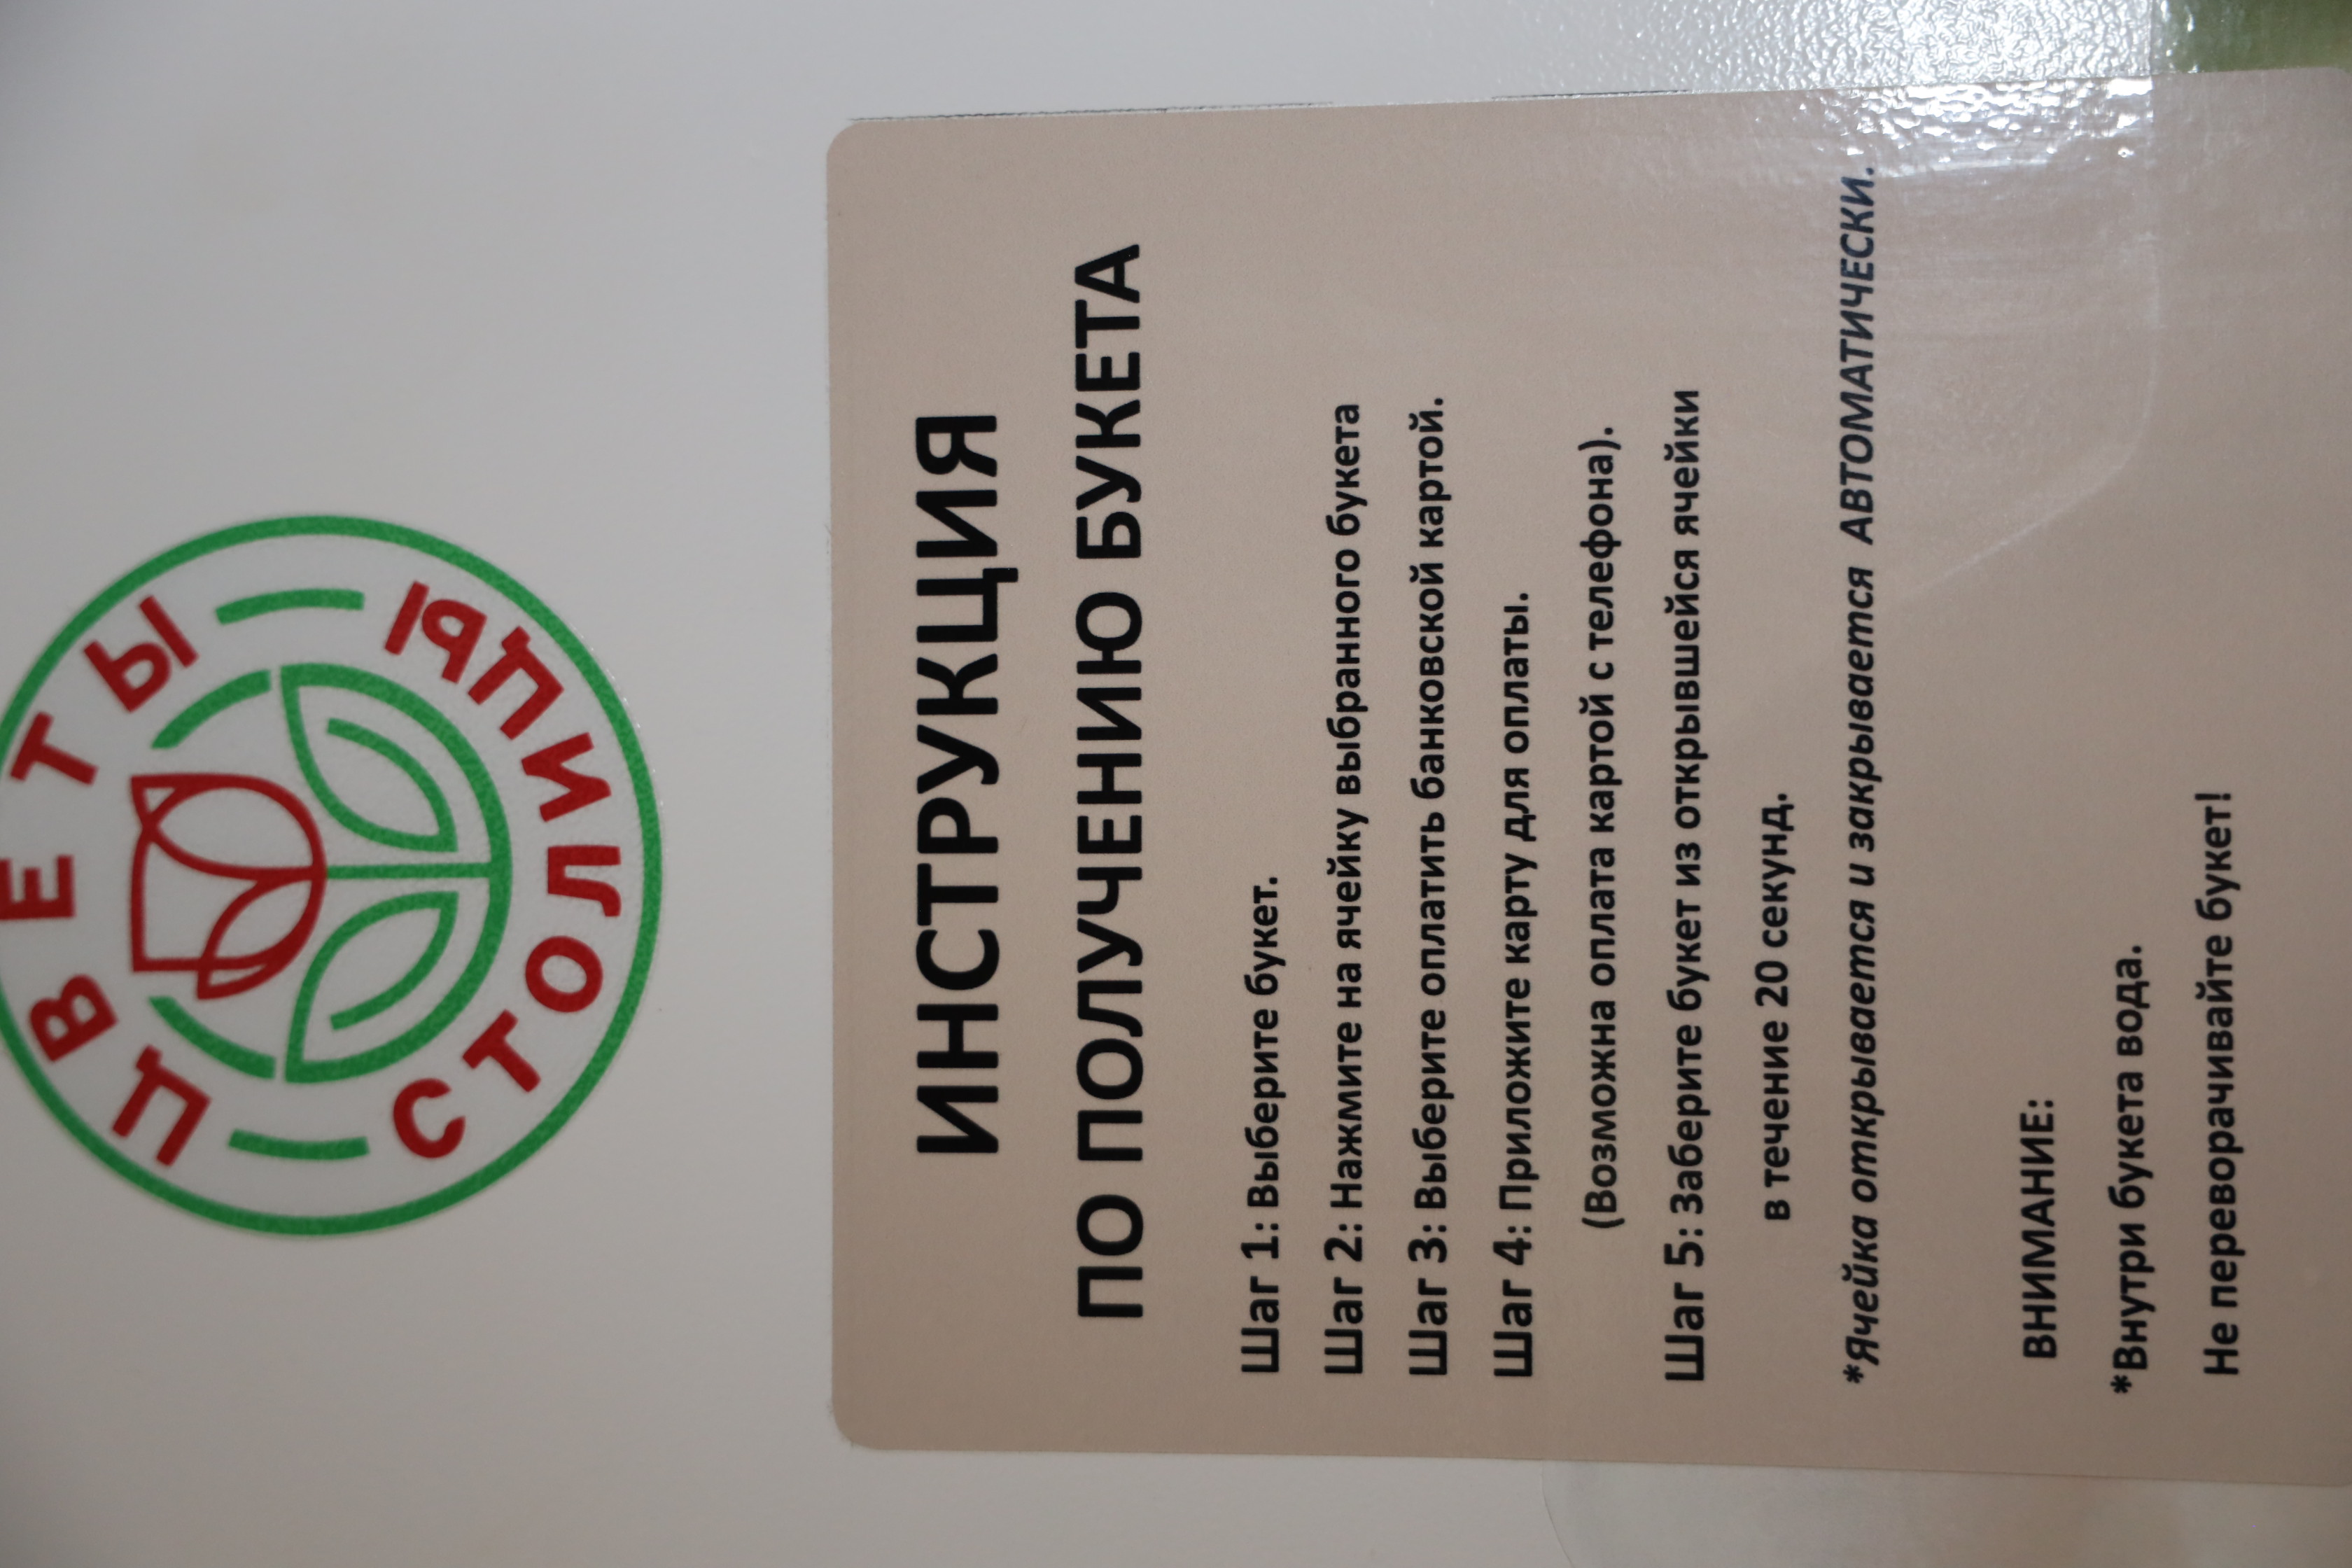 ЦВЕТЫ
СТОЛИЦЫ
ИНСТРУКЦИЯ
ПО ПОЛУЧЕНИЮ БУКЕТА
Шаг 1: Выберите букет.
Шаг 2: Нажмите на ячейку выбранного букета
Шаг 3: Выберите оплатить банковской картой.
Шаг 4: Приложите карту для оплаты.
(Возможна оплата картой с телефона).
Шаг 5: Заберите букет из открывшейся ячейки
в течение 20 секунд.
*Ячейка открывается и закрывается АВТОМАТИЧЕСКИ.
ВНИМАНИЕ:
*Внутри букета вода.
Не переворачивайте букет!